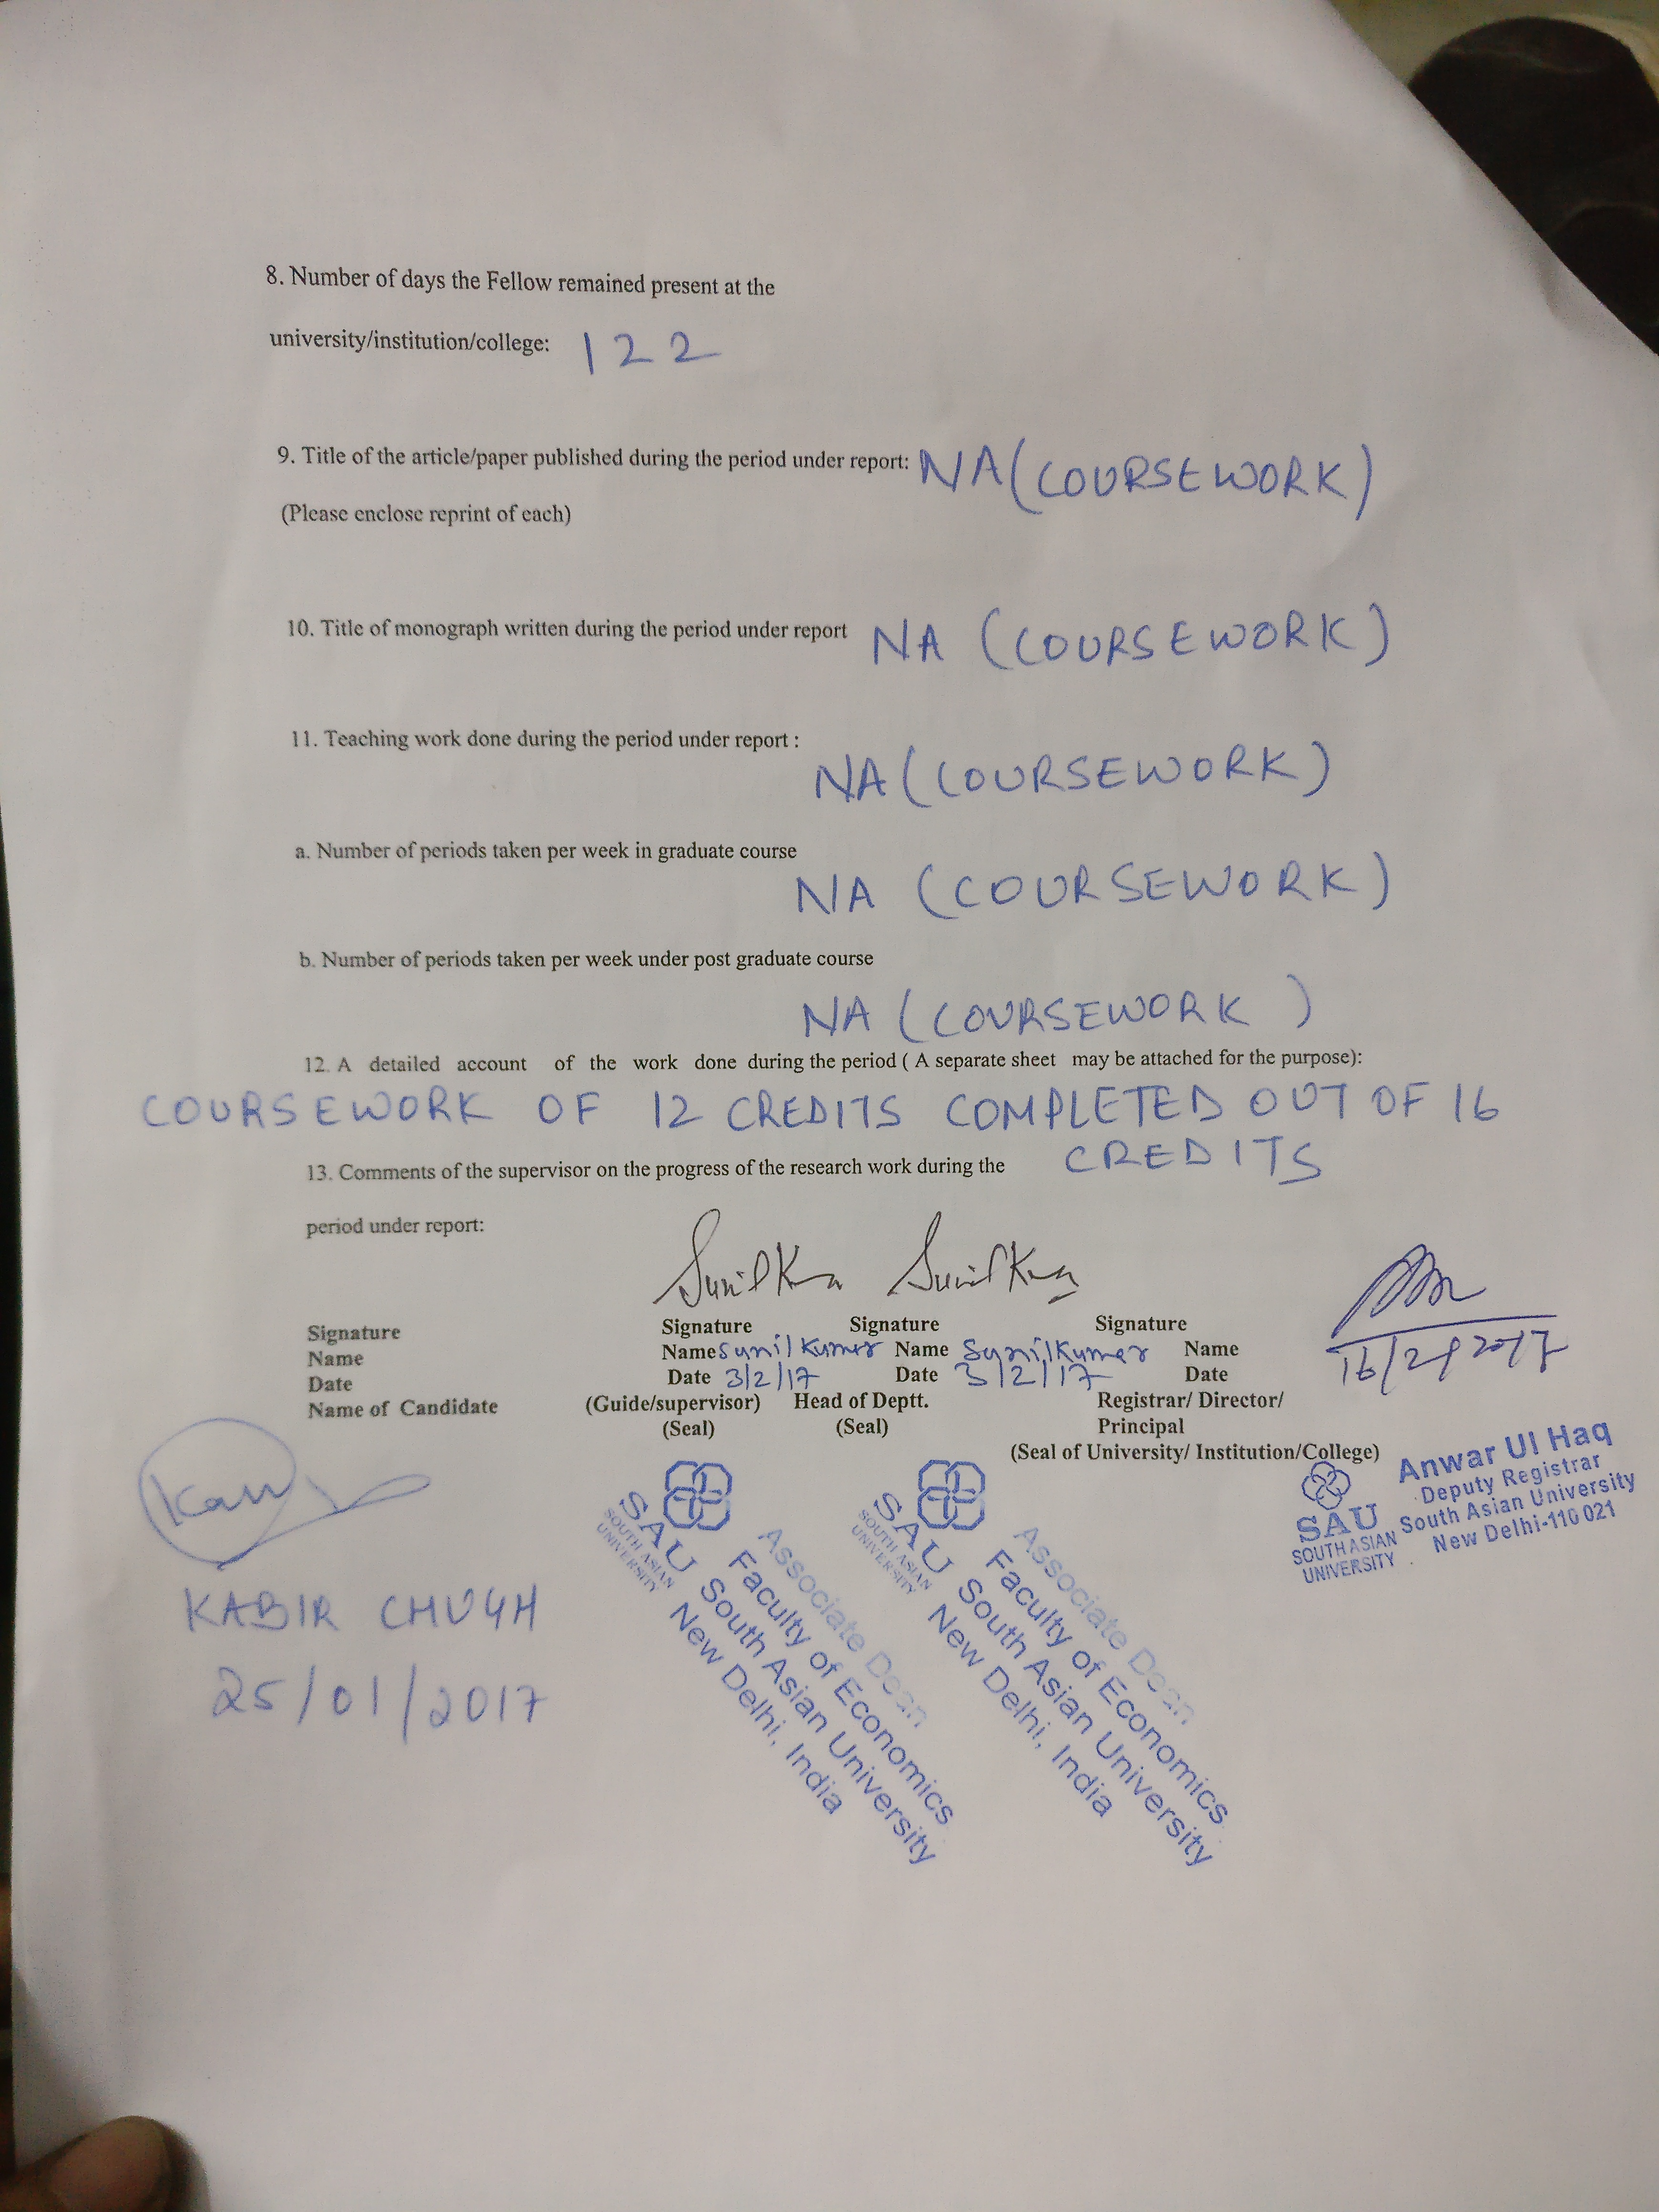 8. Number of days the Fellow remained present at the
university/institution/college: 122
9. Title of the article/paper published during the period under report: NA (COURSEWORK)
(Please enclose reprint of each)
10. Title of monograph written during the period under report NA (COURSEWORK)
11. Teaching work done during the period under report :
NA (COURSEWORK)
a. Number of periods taken per week in graduate course
NA (COURSEWORK)
b. Number of periods taken per week under post graduate course
NA (COURSEWORK)
12. A detailed account of the work done during the period ( A separate sheet may be attached for the purpose):
COURSEWORK OF 12 CREDITS COMPLETED OUT OF 16
CREDITS
13. Comments of the supervisor on the progress of the research work during the
period under report:
Signature
Name
Date
Name of Candidate
KABIR CHUGH
25/01/2017
Sunil Kumar
Signature
Name Sunil Kumar
Date 3/2/17
(Guide/supervisor)
(Seal)
SAU
SOUTH ASIAN
UNIVERSITY
Associate Dean
Faculty of Economics
South Asian University
New Delhi, India
Sunil Kumar
Signature
Name Sunil Kumar
Date 3/2/17
Head of Deptt.
(Seal)
SAU
SOUTH ASIAN
UNIVERSITY
Associate Dean
Faculty of Economics
South Asian University
New Delhi, India
Signature
Name
Date
16/2/2017
Registrar/ Director/
Principal
(Seal of University/ Institution/College)
SAU
SOUTH ASIAN
UNIVERSITY
Anwar Ul Haq
Deputy Registrar
South Asian University
New Delhi-110 021